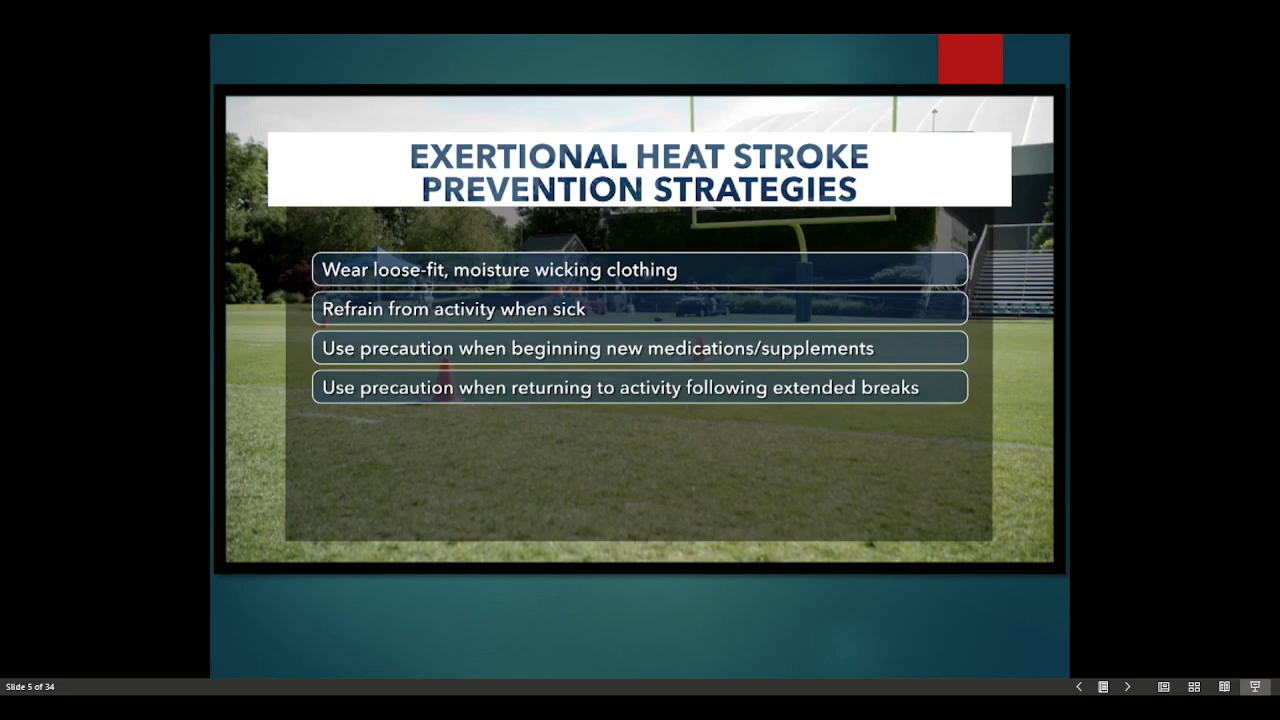 EXERTIONAL HEAT STROKE
PREVENTION STRATEGIES
Wear loose-fit, moisture wicking clothing
Refrain from activity when sick
Use precaution when beginning new medications/supplements
Use precaution when returning to activity following extended breaks
Slide 5 of 34